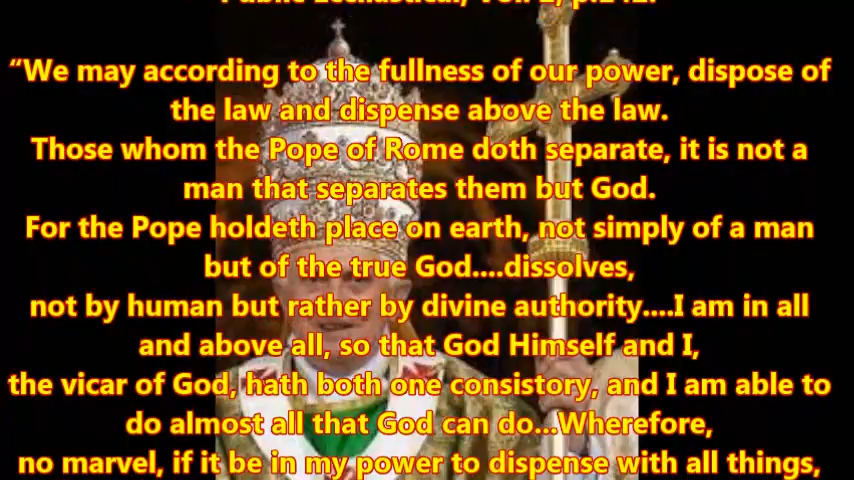 Public Ecclastical, Vol. 2, p.142.
“We may according to the fullness of our power, dispose of
the law and dispense above the law.
Those whom the Pope of Rome doth separate, it is not a
man that separates them but God.
For the Pope holdeth place on earth, not simply of a man
but of the true God....dissolves,
not by human but rather by divine authority....I am in all
and above all, so that God Himself and I,
the vicar of God, hath both one consistory, and I am able to
do almost all that God can do...Wherefore,
no marvel, if it be in my power to dispense with all things,